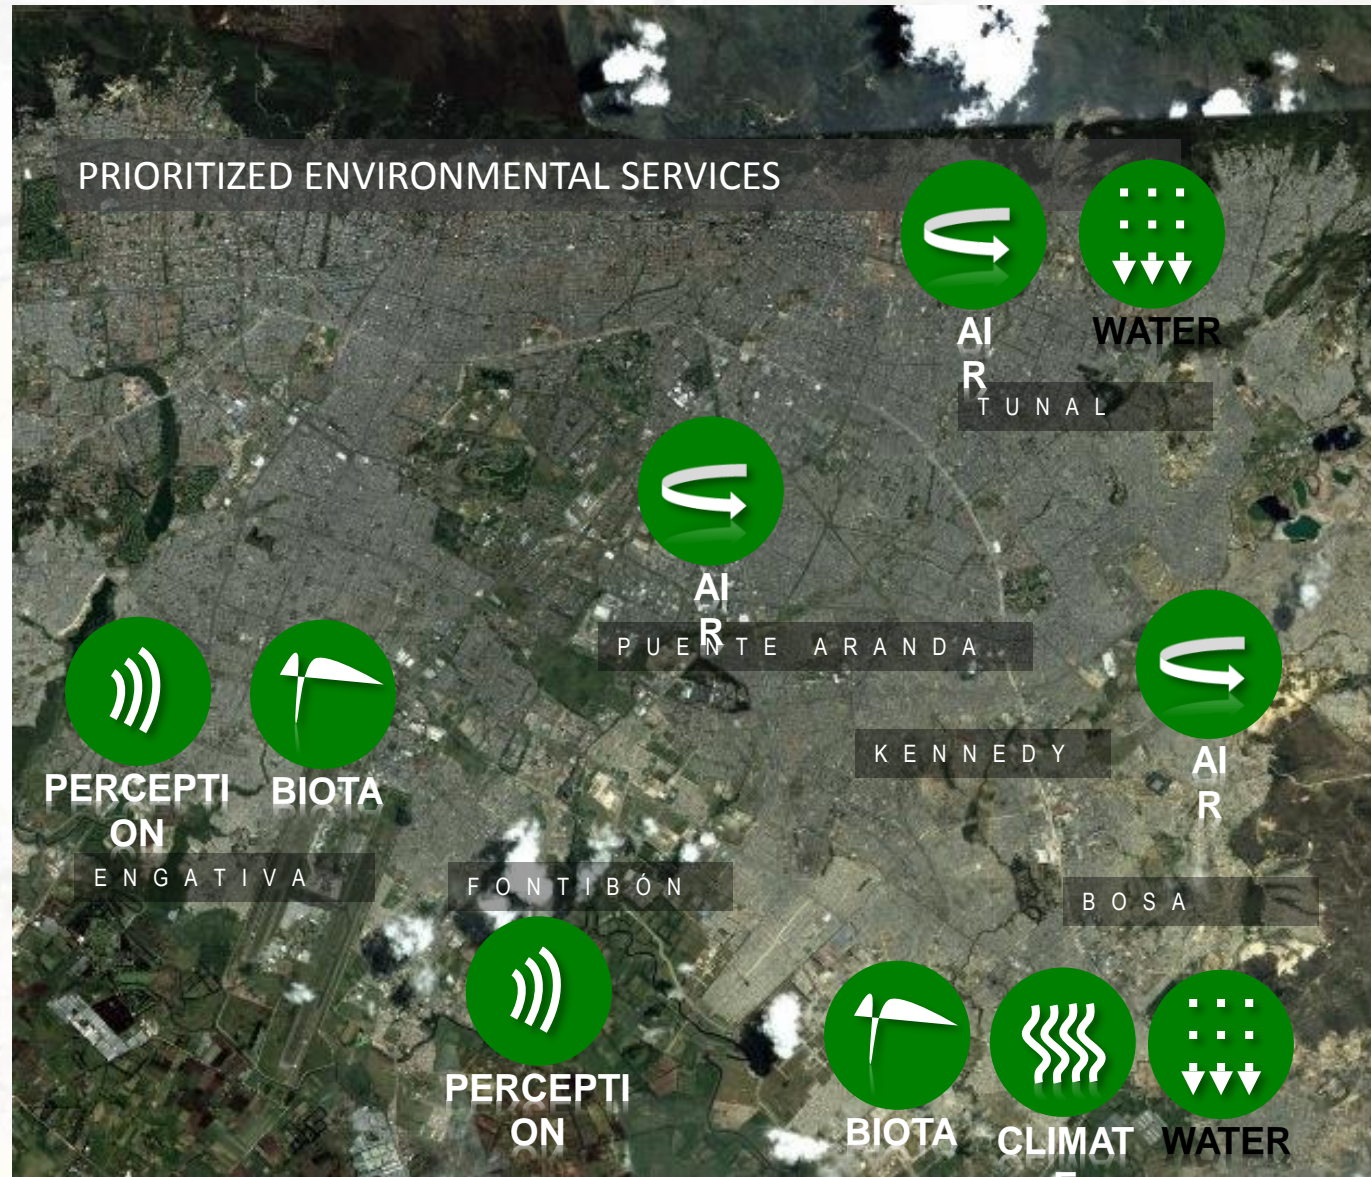 PRIORITIZED ENVIRONMENTAL SERVICES
AI
R
WATER
TUNAL
AI
R
PUENTE ARANDA
KENNEDY
AI
R
PERCEPTI
ON
BIOTA
ENGATIVA
FONTIBÓN
BOSA
PERCEPTI
ON
BIOTA
CLIMAT
E
WATER